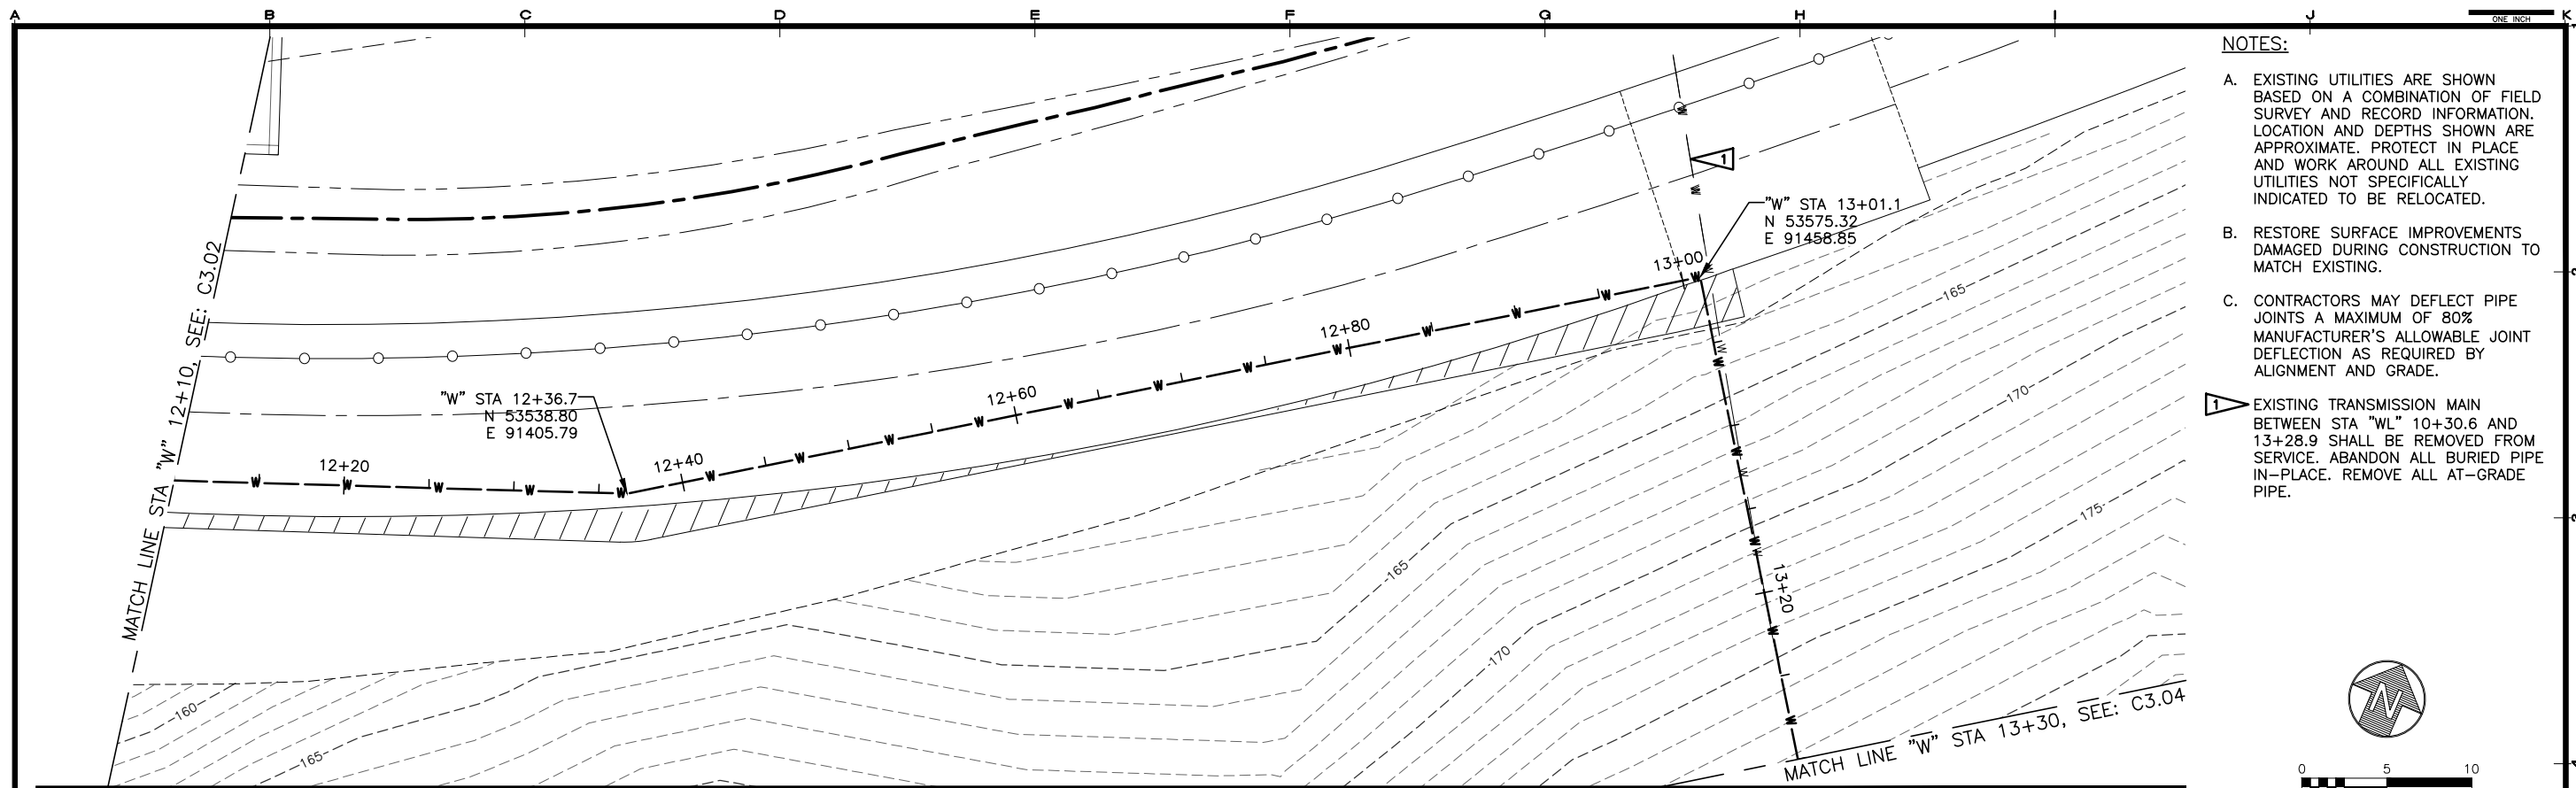 A B C D E F G H I J K
ONE INCH
NOTES:
A. EXISTING UTILITIES ARE SHOWN
BASED ON A COMBINATION OF FIELD
SURVEY AND RECORD INFORMATION.
LOCATION AND DEPTHS SHOWN ARE
APPROXIMATE. PROTECT IN PLACE
AND WORK AROUND ALL EXISTING
UTILITIES NOT SPECIFICALLY
INDICATED TO BE RELOCATED.
B. RESTORE SURFACE IMPROVEMENTS
DAMAGED DURING CONSTRUCTION TO
MATCH EXISTING.
C. CONTRACTORS MAY DEFLECT PIPE
JOINTS A MAXIMUM OF 80%
MANUFACTURER'S ALLOWABLE JOINT
DEFLECTION AS REQUIRED BY
ALIGNMENT AND GRADE.
1 EXISTING TRANSMISSION MAIN
BETWEEN STA "WL" 10+30.6 AND
13+28.9 SHALL BE REMOVED FROM
SERVICE. ABANDON ALL BURIED PIPE
IN-PLACE. REMOVE ALL AT-GRADE
PIPE.
1
"W" STA 13+01.1
N 53575.32
E 91458.85
13+00
12+80
12+60
12+40
12+20
"W" STA 12+36.7
N 53538.80
E 91405.79
MATCH LINE STA "W" 12+10, SEE: C3.02
W W W W W W W W W W W W W W W W
W W W W
W W W W W
W W W
13+20
165
170
175
165
170
160
165
MATCH LINE "W" STA 13+30, SEE: C3.04
N
0 5 10